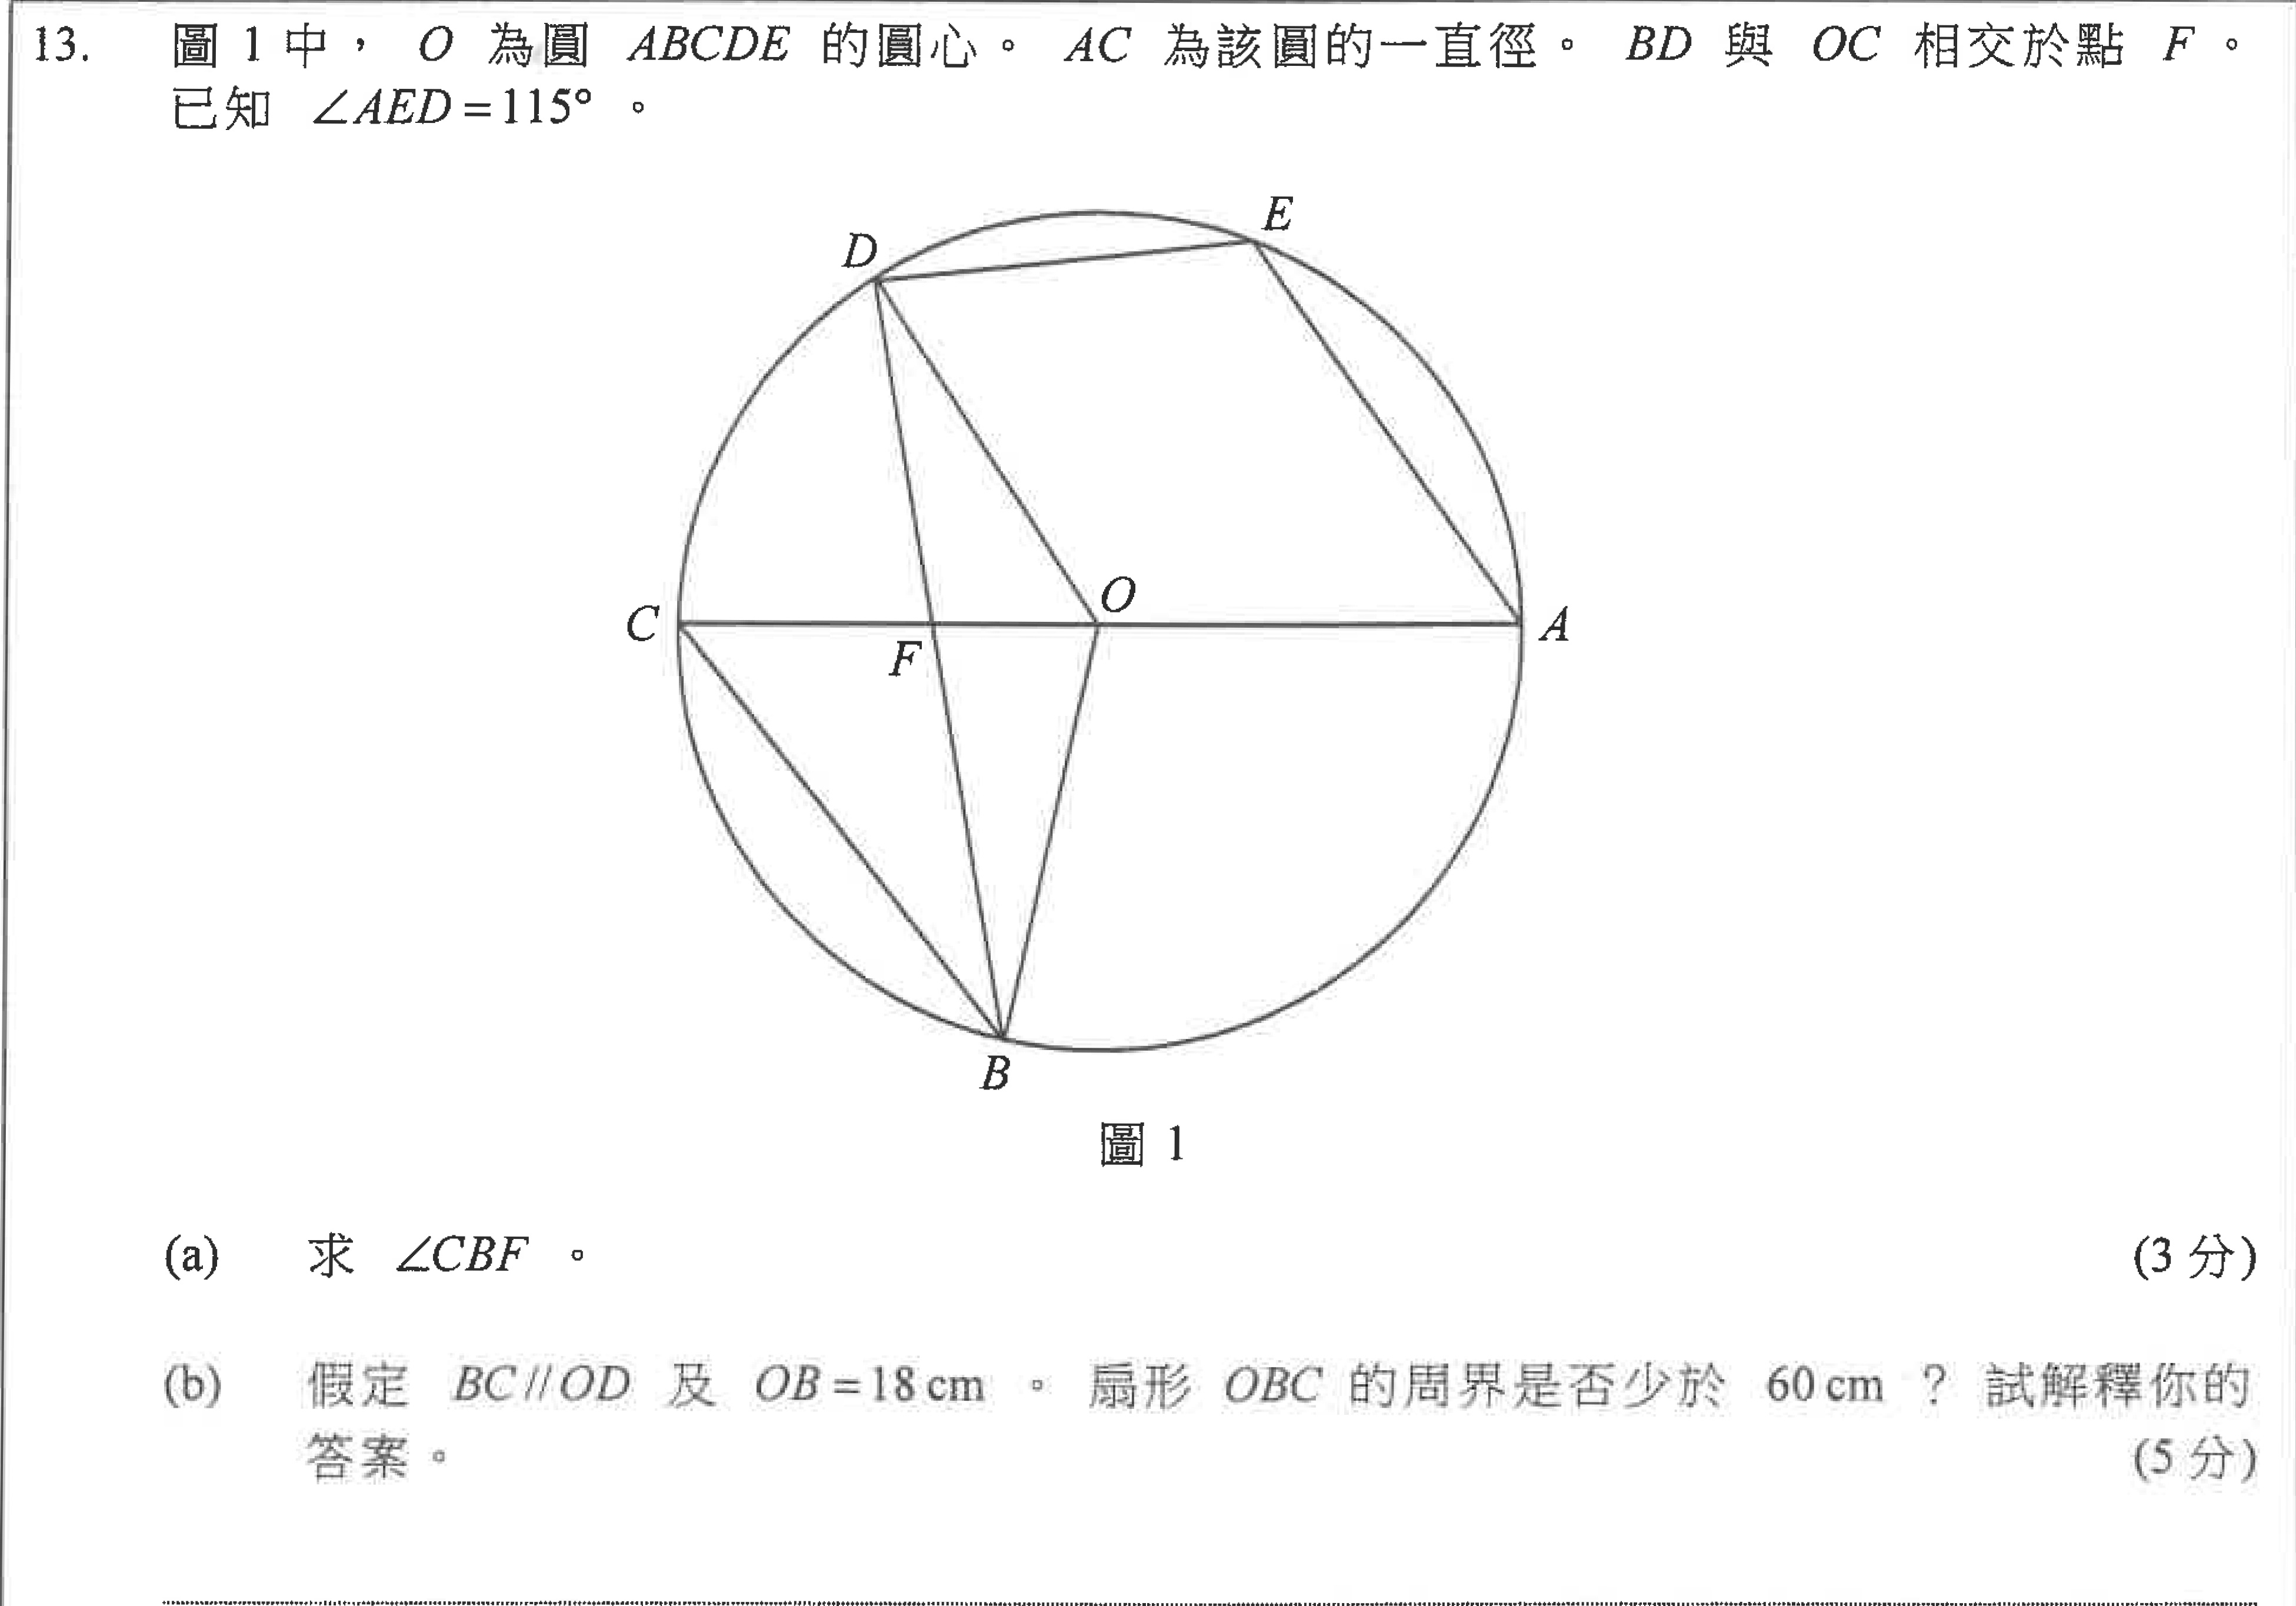 13. 圖 1 中， O 為圓 ABCDE 的圓心。 AC 為該圓的一直徑。 BD 與 OC 相交於點 F 。
已知 ∠AED=115° 。
E
D
O
C
A
F
B
圖 1
(a) 求 ∠CBF 。 (3 分)
(b) 假定 BC//OD 及 OB=18 cm 。 扇形 OBC 的周界是否少於 60 cm ？ 試解釋你的
答案。 (5 分)